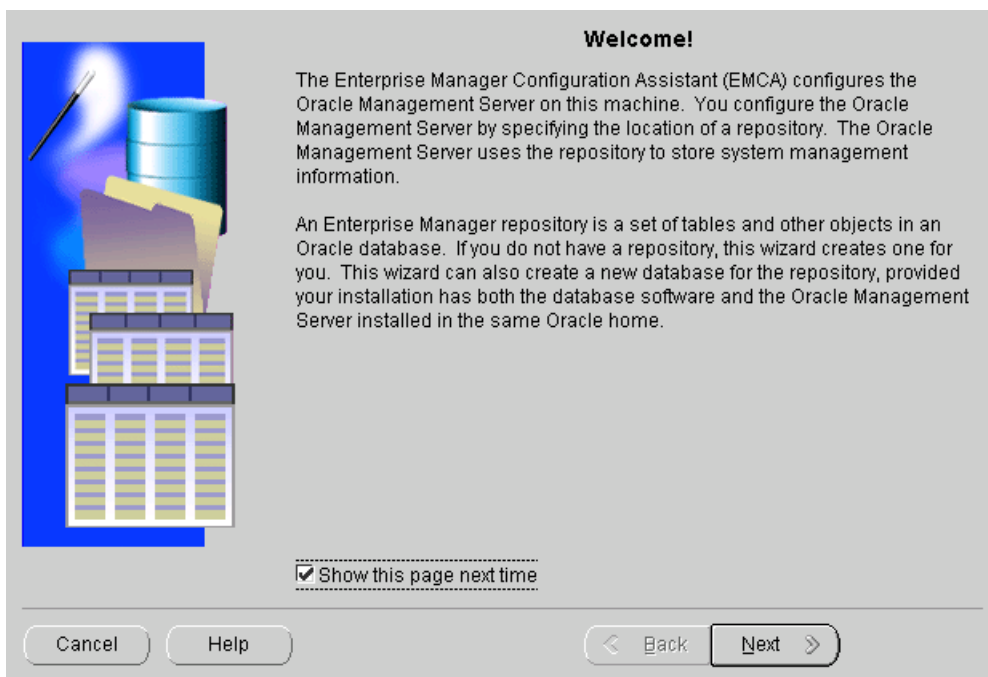 Welcome!
The Enterprise Manager Configuration Assistant (EMCA) configures the
Oracle Management Server on this machine. You configure the Oracle
Management Server by specifying the location of a repository. The Oracle
Management Server uses the repository to store system management
information.
An Enterprise Manager repository is a set of tables and other objects in an
Oracle database. If you do not have a repository, this wizard creates one for
you. This wizard can also create a new database for the repository, provided
your installation has both the database software and the Oracle Management
Server installed in the same Oracle home.
Show this page next time
Cancel Help Back Next